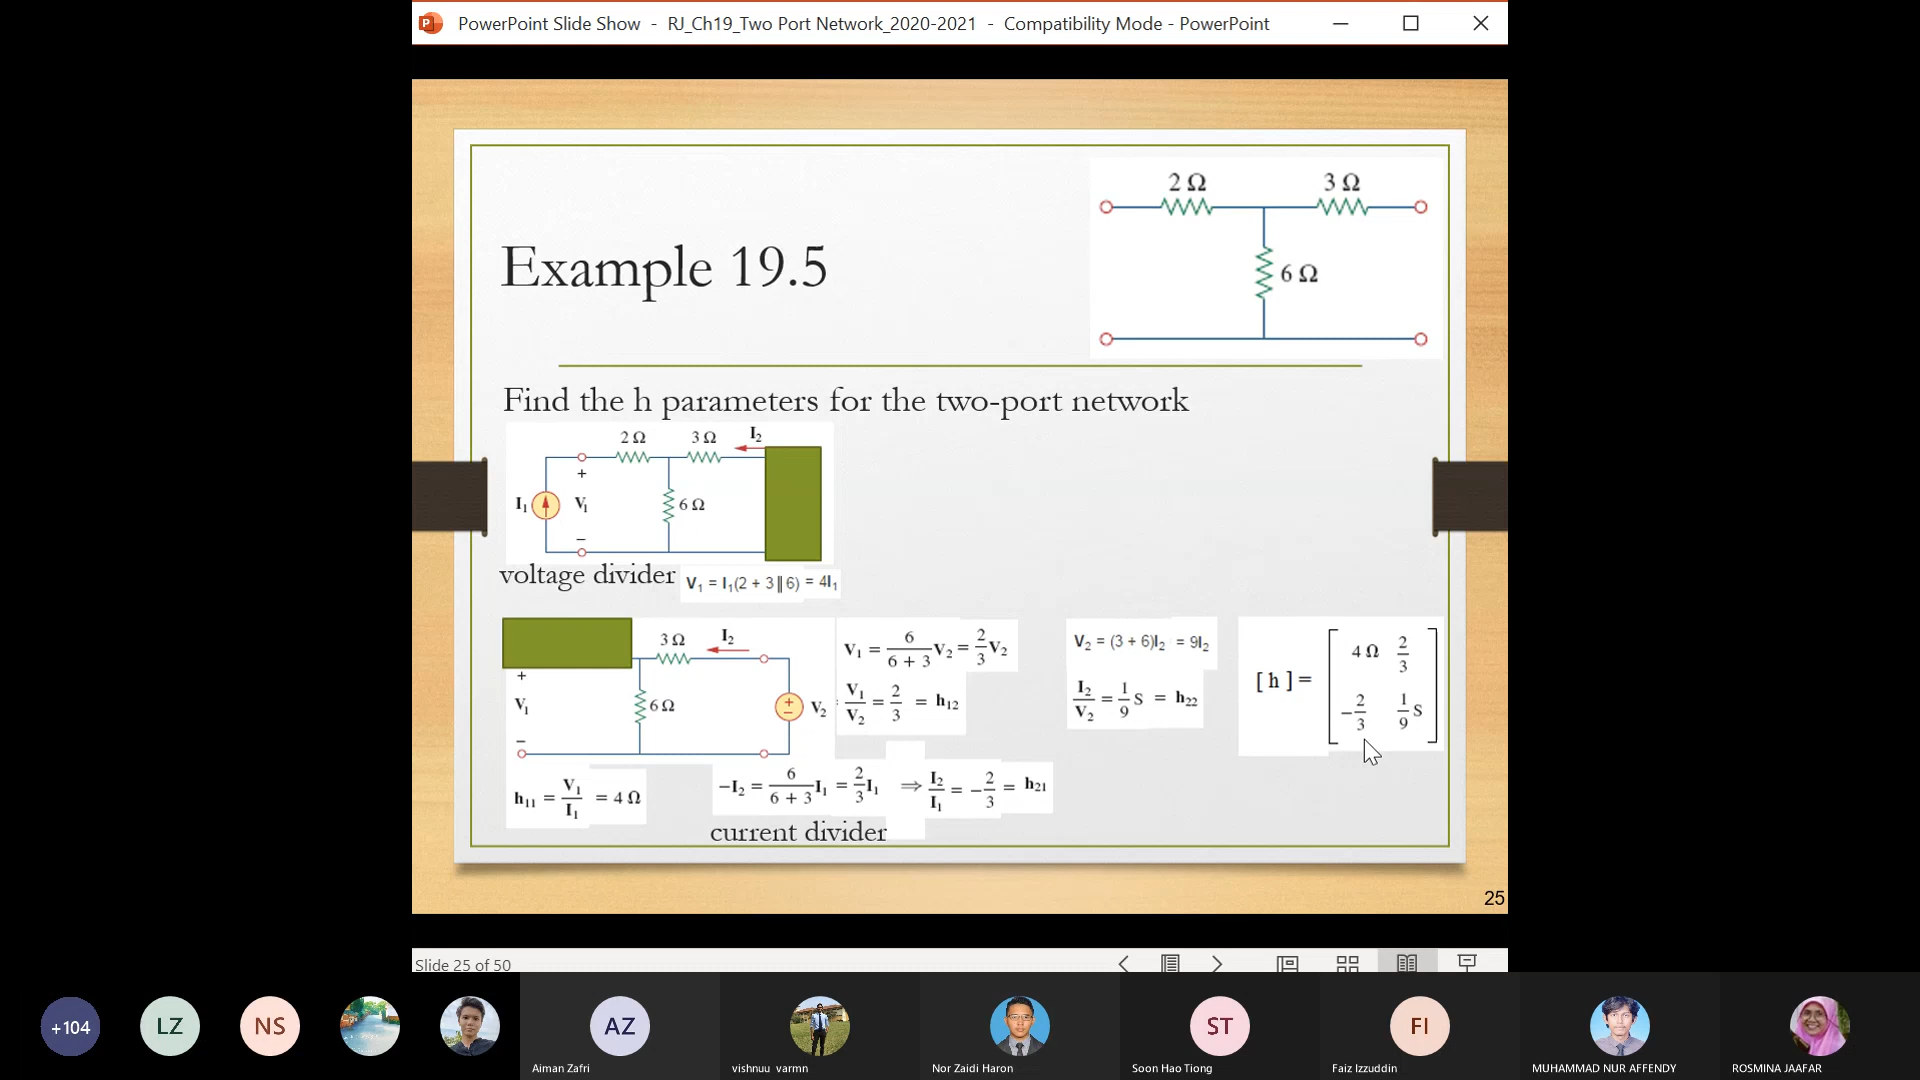 PowerPoint Slide Show - RJ_Ch19_Two Port Network_2020-2021 - Compatibility Mode - PowerPoint
2 Ω 3 Ω
6 Ω
Example 19.5
Find the h parameters for the two-port network
2 Ω 3 Ω I₂
+
I₁ V₁ 6 Ω
−
voltage divider V₁ = I₁(2 + 3 ∥ 6) = 4I₁
3 Ω I₂
+
V₁ 6 Ω + − V₂
−
V₁ = 6/(6 + 3) V₂ = 2/3 V₂
V₁/V₂ = 2/3 = h₁₂
V₂ = (3 + 6)I₂ = 9I₂
I₂/V₂ = 1/9 S = h₂₂
[ h ] = [ 4 Ω 2/3
-2/3 1/9 S ]
h₁₁ = V₁/I₁ = 4 Ω
−I₂ = 6/(6 + 3) I₁ = 2/3 I₁ ⇒ I₂/I₁ = −2/3 = h₂₁
current divider
25
Slide 25 of 50
+104 LZ NS AZ ST FI
Aiman Zafri vishnuu varmn Nor Zaidi Haron Soon Hao Tiong Faiz Izzuddin MUHAMMAD NUR AFFENDY ROSMINA JAAFAR